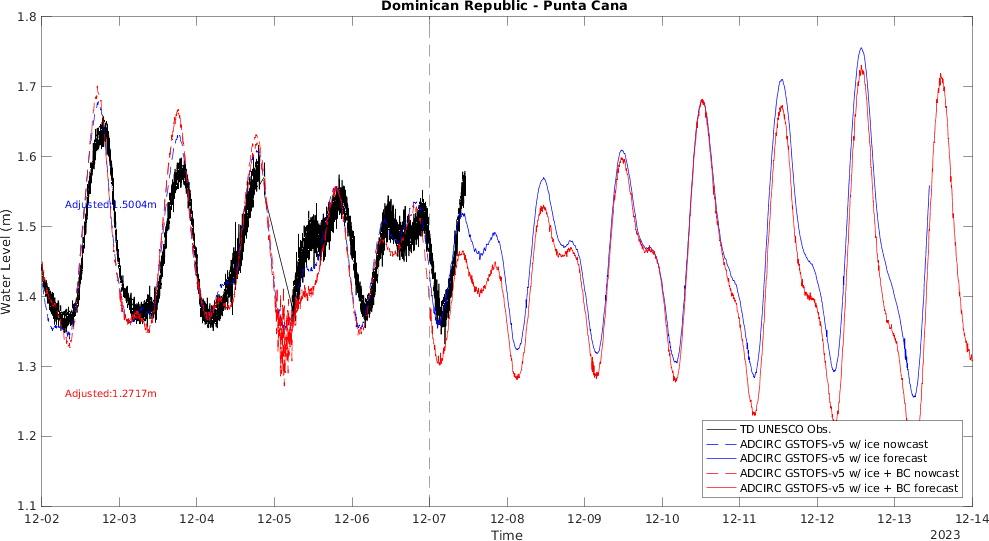 Dominican Republic - Punta Cana
1.8
1.7
1.6
1.5
1.4
1.3
1.2
1.1
Water Level (m)
Adjusted:1.5004m
Adjusted:1.2717m
TD UNESCO Obs.
ADCIRC GSTOFS-v5 w/ ice nowcast
ADCIRC GSTOFS-v5 w/ ice forecast
ADCIRC GSTOFS-v5 w/ ice + BC nowcast
ADCIRC GSTOFS-v5 w/ ice + BC forecast
12-02 12-03 12-04 12-05 12-06 12-07 12-08 12-09 12-10 12-11 12-12 12-13 12-14
Time
2023